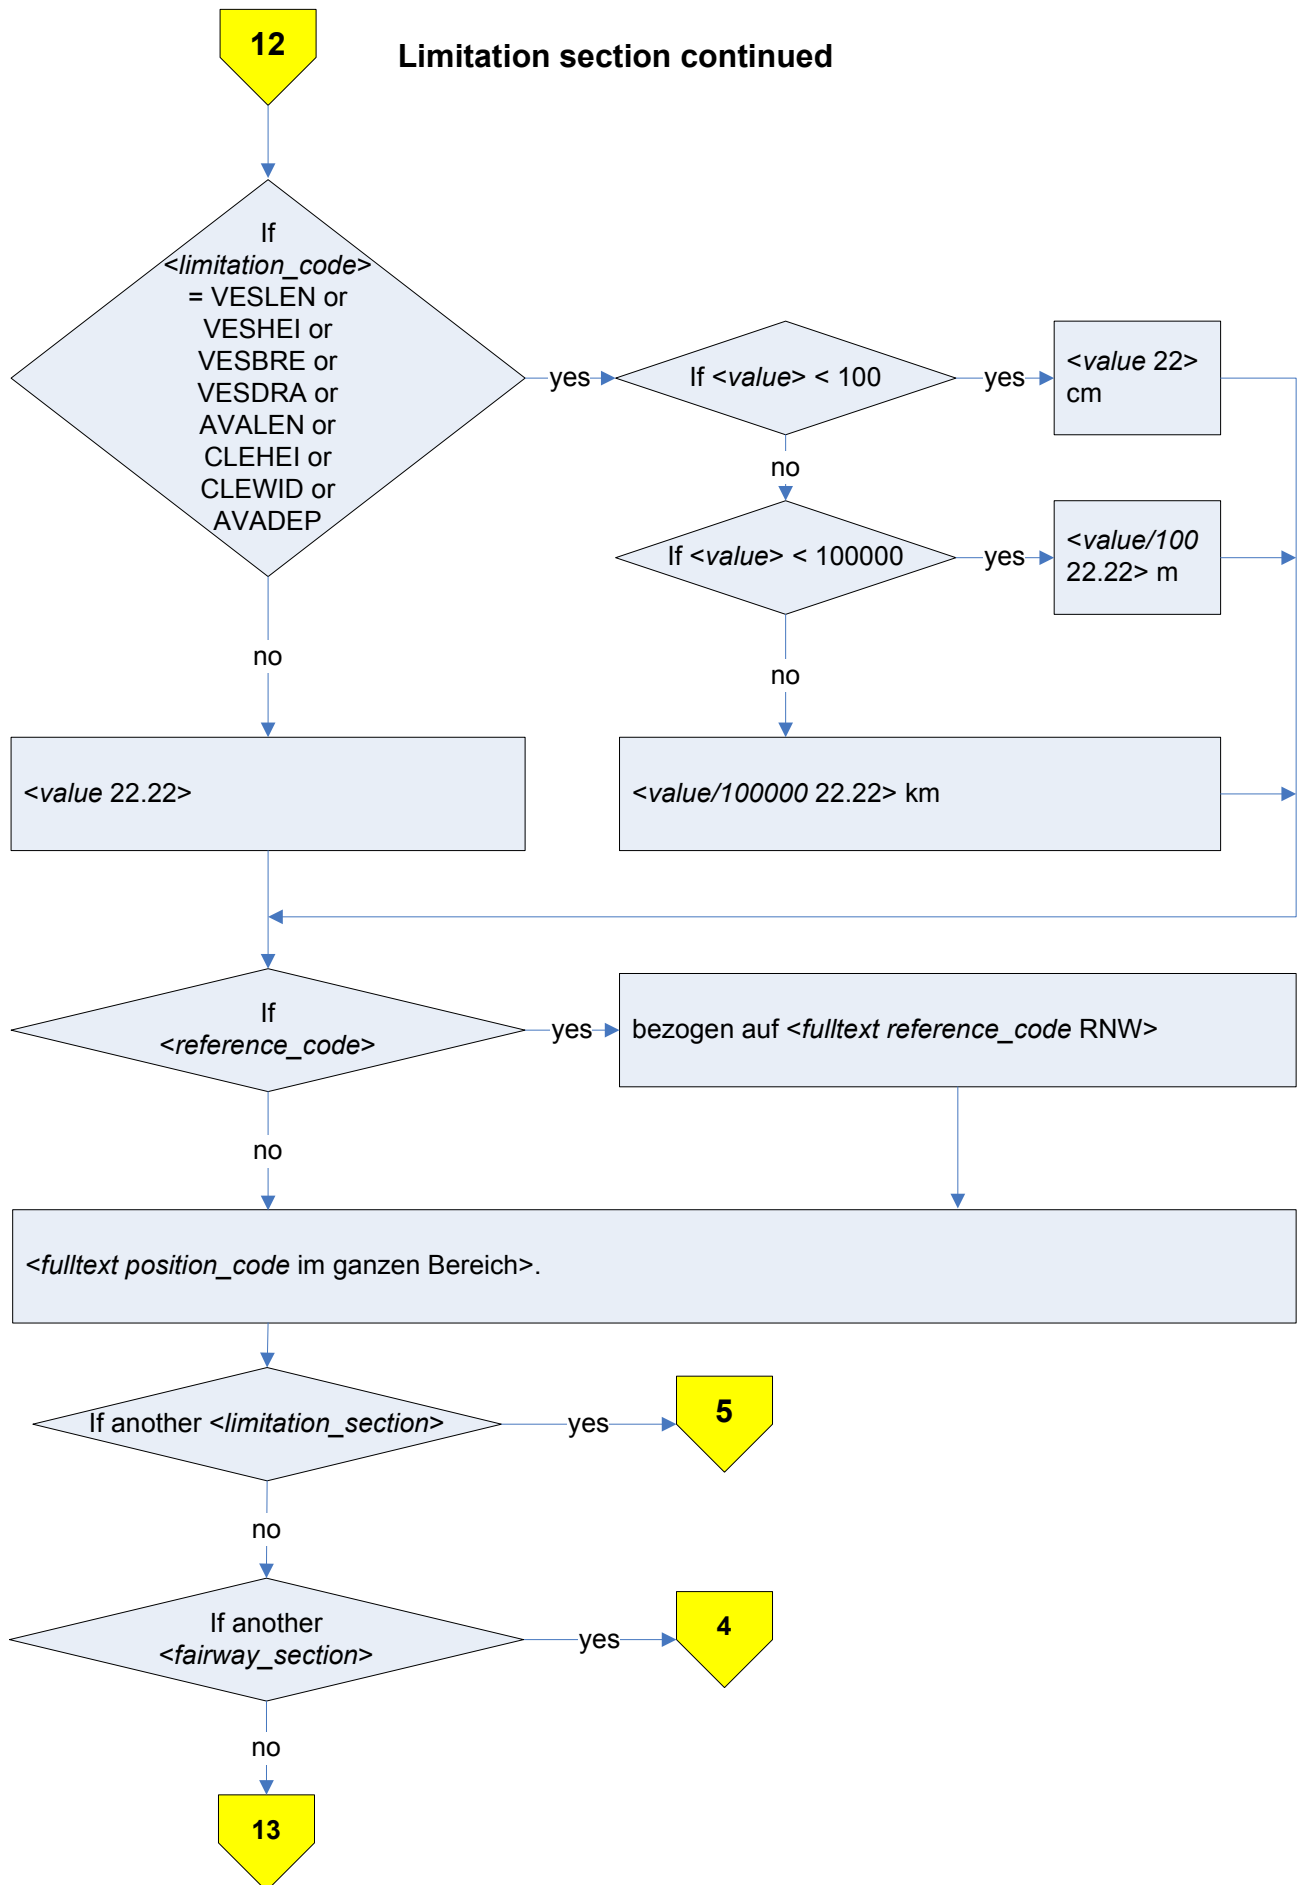 12
Limitation section continued
If
<limitation_code>
= VESLEN or
VESHEI or
VESBRE or
VESDRA or
AVALEN or
CLEHEI or
CLEWID or
AVADEP
yes
If <value> < 100
yes
<value 22>
cm
no
If <value> < 100000
yes
<value/100
22.22> m
no
no
<value 22.22>
<value/100000 22.22> km
If
<reference_code>
yes
bezogen auf <fulltext reference_code RNW>
no
<fulltext position_code im ganzen Bereich>.
If another <limitation_section>
yes
5
no
If another
<fairway_section>
yes
4
no
13